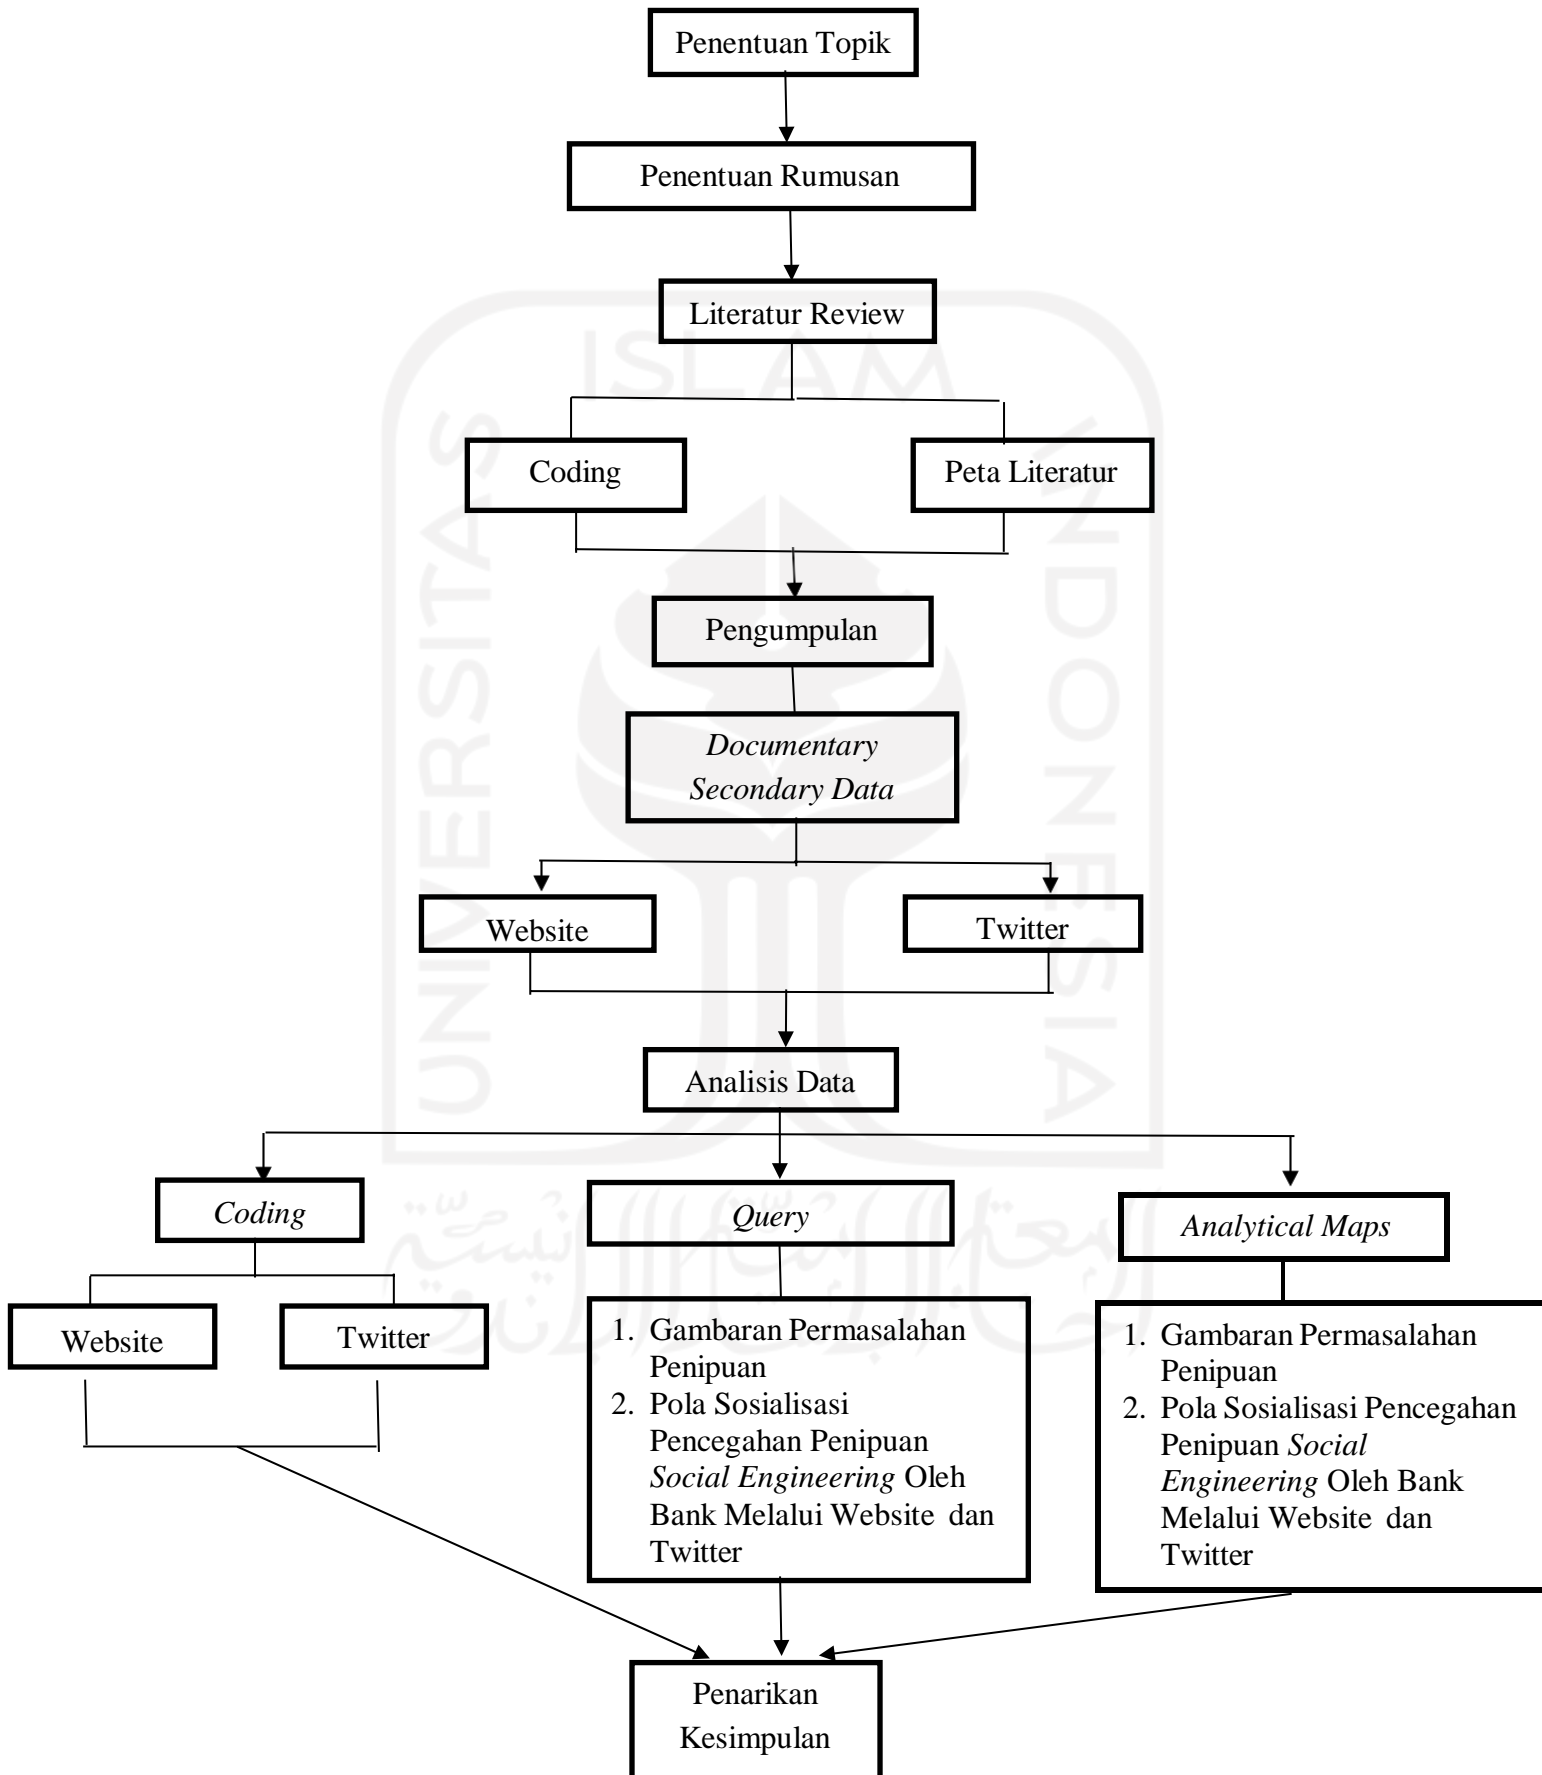 Penentuan Topik
Penentuan Rumusan
Literatur Review
Coding
Peta Literatur
Pengumpulan
Documentary
Secondary Data
Website
Twitter
Analisis Data
Coding
Query
Analytical Maps
Website
Twitter
1. Gambaran Permasalahan
Penipuan
2. Pola Sosialisasi
Pencegahan Penipuan
Social Engineering Oleh
Bank Melalui Website dan
Twitter
1. Gambaran Permasalahan
Penipuan
2. Pola Sosialisasi Pencegahan
Penipuan Social
Engineering Oleh Bank
Melalui Website dan
Twitter
Penarikan
Kesimpulan
UNIVERSITAS
ISLAM
INDONESIA